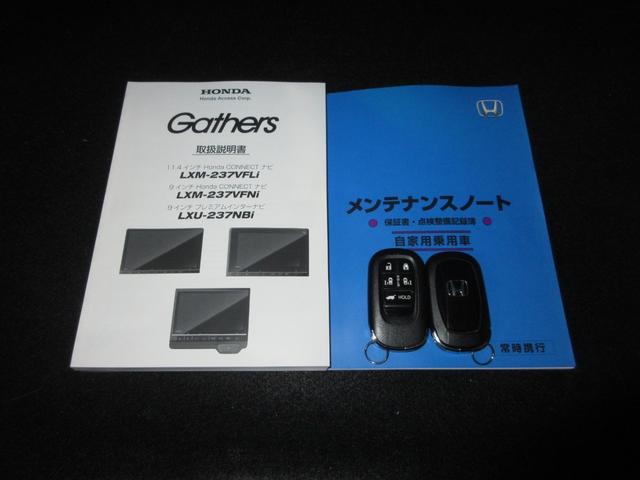 HONDA
Honda Access Corp.
Gathers
取扱説明書
11.4 インチ Honda CONNECT ナビ
LXM-237VFLi
9 インチ Honda CONNECT ナビ
LXM-237VFNi
9 インチ プレミアムインターナビ
LXU-237NBi
メンテナンスノート
保証書・点検整備記録簿
自家用乗用車
HOLD
常時携行